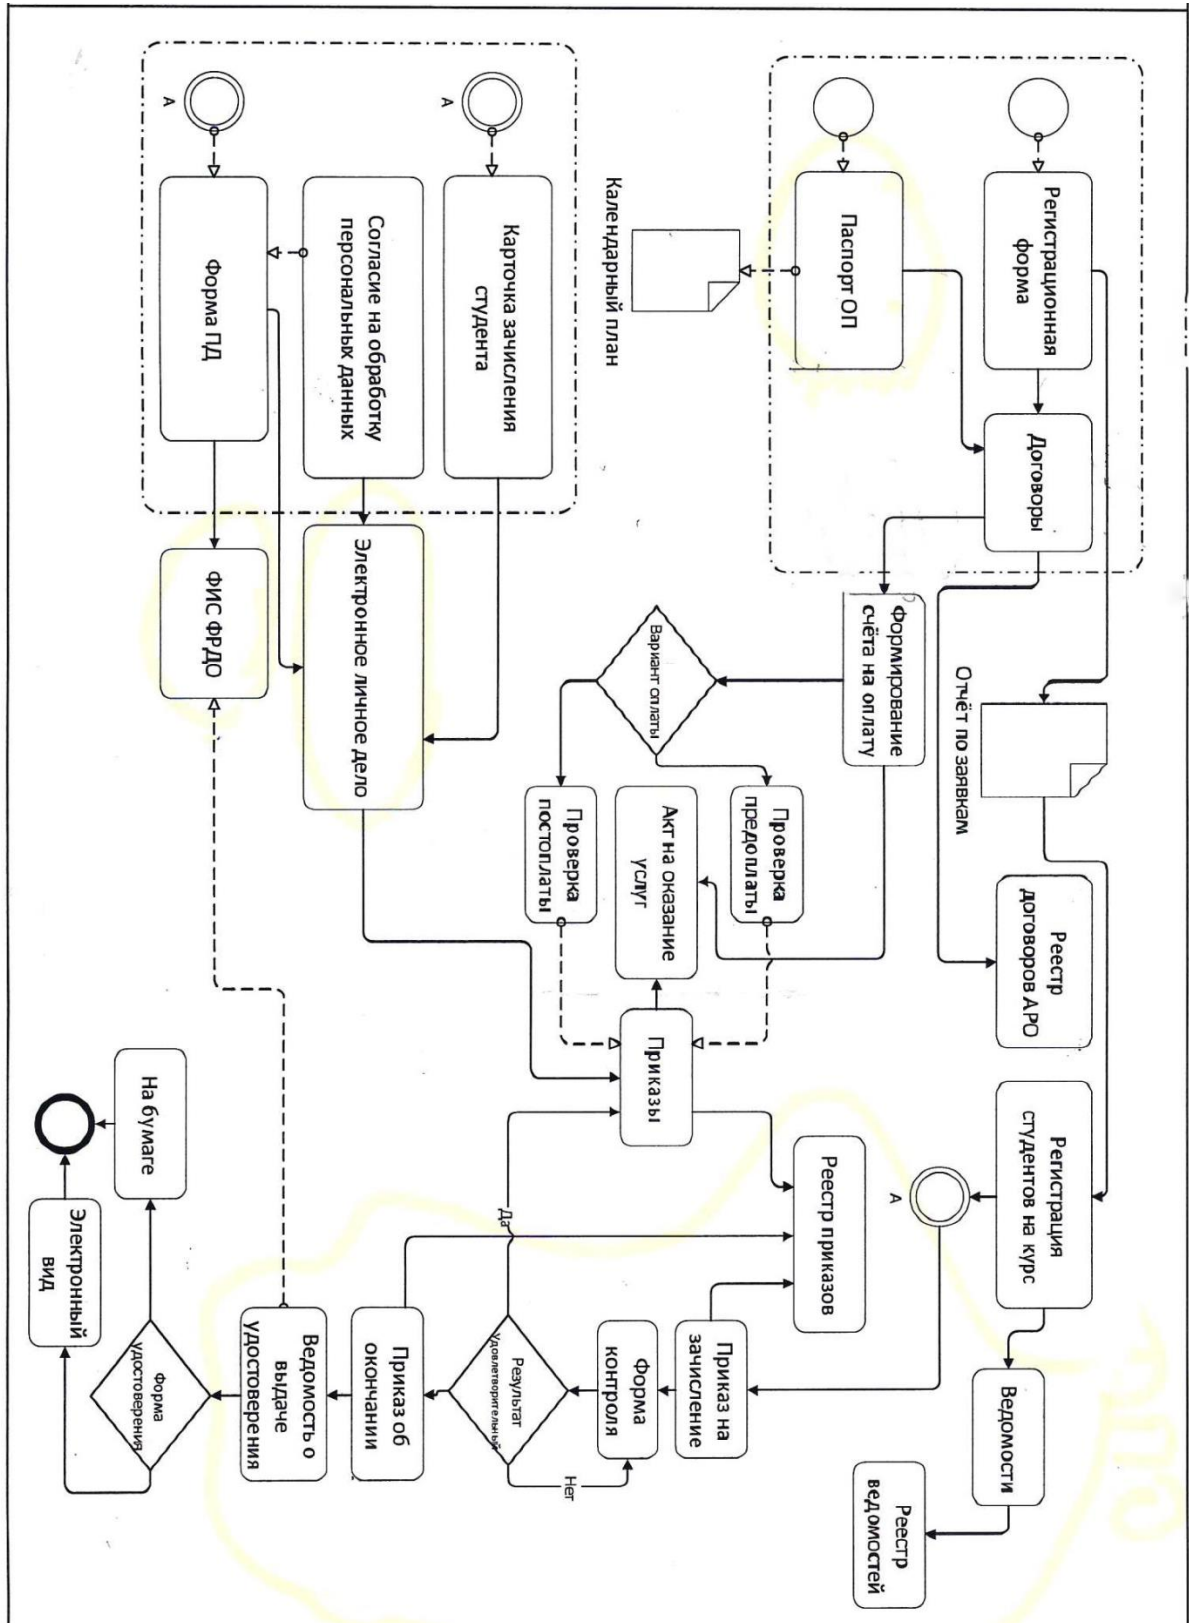 Регистрационная
форма
Договоры
Отчёт по заявкам
Реестр
договоров АРО
Регистрация
студентов на курс
Ведомости
Реестр
ведомостей
Паспорт ОП
Календарный план
Формирование
счёта на оплату
Вариант оплаты
Проверка
предоплаты
Проверка
постоплаты
Акт на оказание
услуг
Приказы
Реестр приказов
А
Приказ на
зачисление
Форма
контроля
Результат
удовлетворительный
Да
Нет
Приказ об
окончании
Ведомость о
выдаче
удостоверения
Форма
удостоверения
На бумаге
Электронный
вид
А
Карточка зачисления
студента
Согласие на обработку
персональных данных
Электронное личное дело
А
Форма ПД
ФИС ФРДО